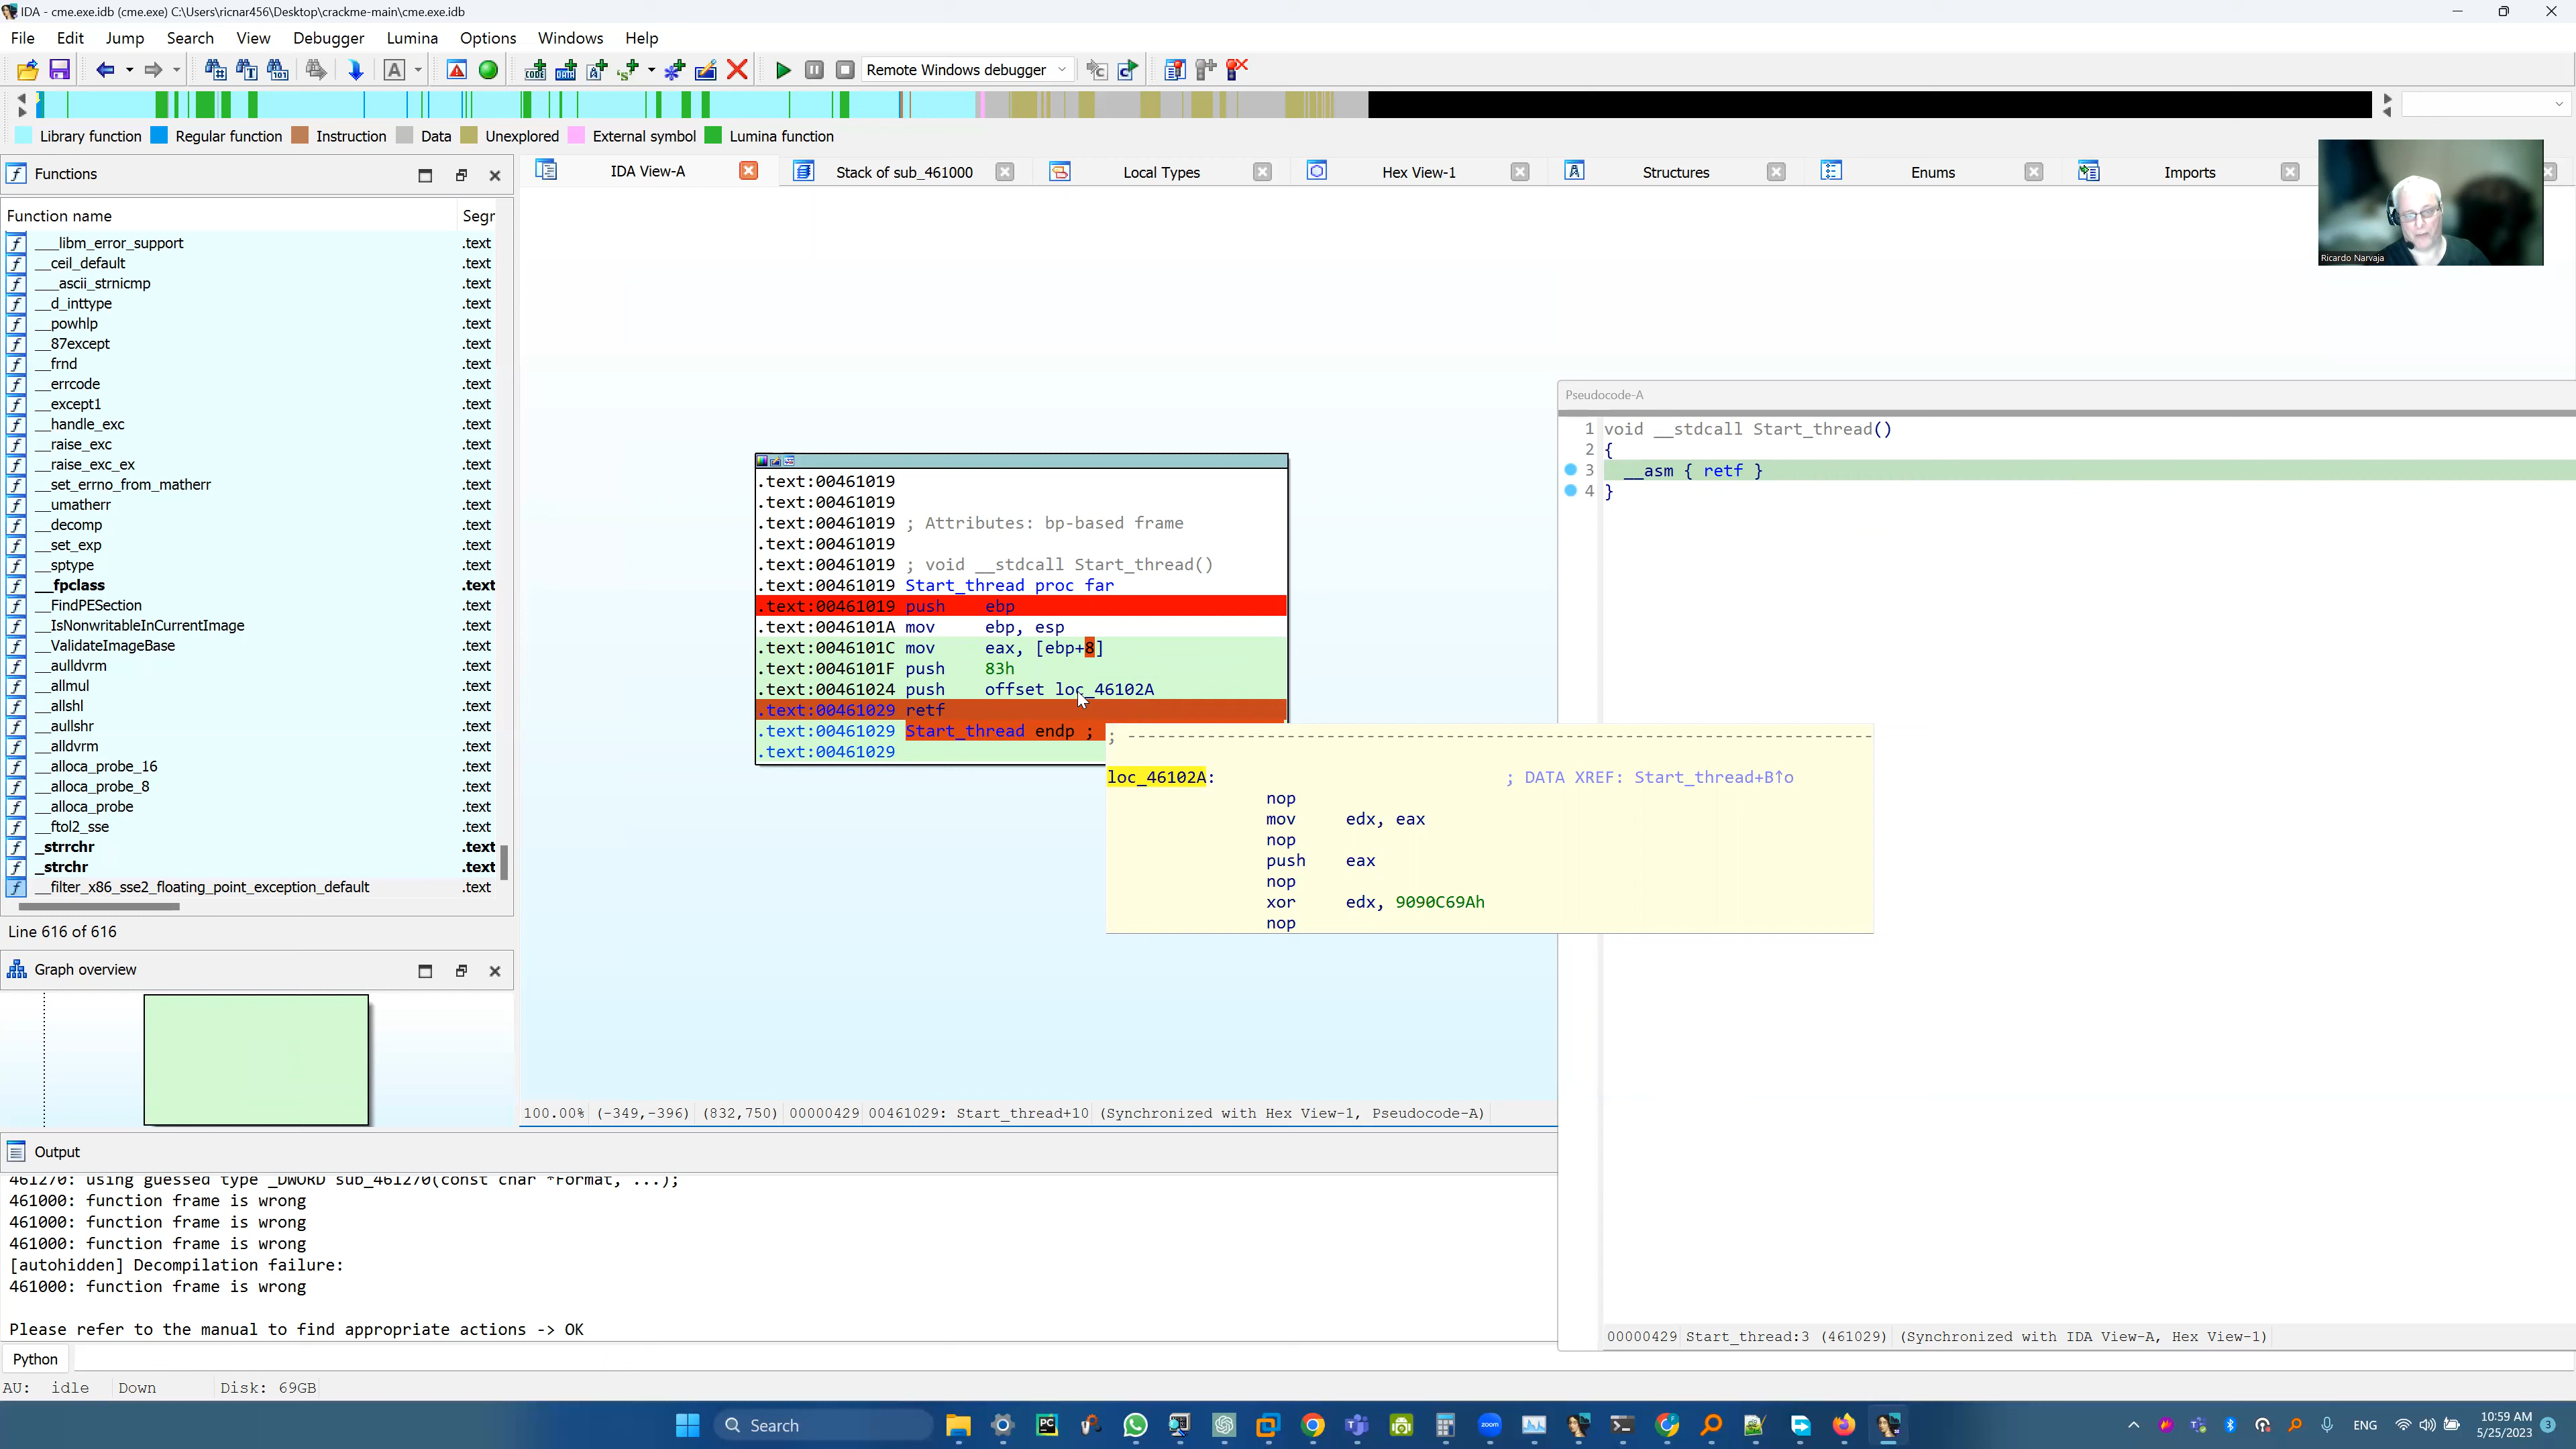 IDA - cme.exe.idb (cme.exe) C:\Users\ricnar456\Desktop\crackme-main\cme.exe.idb
File Edit Jump Search View Debugger Lumina Options Windows Help
Remote Windows debugger
Library function Regular function Instruction Data Unexplored External symbol Lumina function
Functions
IDA View-A Stack of sub_461000 Local Types Hex View-1 Structures Enums Imports
Ricardo Narvaja
Function name Segr
___libm_error_support .text
__ceil_default .text
___ascii_strnicmp .text
__d_inttype .text
__powhlp .text
__87except .text
__frnd .text
__errcode .text
__except1 .text
__handle_exc .text
__raise_exc .text
__raise_exc_ex .text
__set_errno_from_matherr .text
__umatherr .text
__decomp .text
__set_exp .text
__sptype .text
__fpclass .text
__FindPESection .text
__IsNonwritableInCurrentImage .text
__ValidateImageBase .text
__aulldvrm .text
__allmul .text
__allshl .text
__aullshr .text
__alldvrm .text
__alloca_probe_16 .text
__alloca_probe_8 .text
__alloca_probe .text
__ftol2_sse .text
_strrchr .text
_strchr .text
__filter_x86_sse2_floating_point_exception_default .text
Line 616 of 616
Graph overview
.text:00461019
.text:00461019
.text:00461019 ; Attributes: bp-based frame
.text:00461019
.text:00461019 ; void __stdcall Start_thread()
.text:00461019 Start_thread proc far
.text:00461019 push ebp
.text:0046101A mov ebp, esp
.text:0046101C mov eax, [ebp+8]
.text:0046101F push 83h
.text:00461024 push offset loc_46102A
.text:00461029 retf
.text:00461029 Start_thread endp ;
.text:00461029
; ---------------------------------------------------------------------------
loc_46102A: ; DATA XREF: Start_thread+B↑o
nop
mov edx, eax
nop
push eax
nop
xor edx, 9090C69Ah
nop
100.00% (-349,-396) (832,750) 00000429 00461029: Start_thread+10 (Synchronized with Hex View-1, Pseudocode-A)
Pseudocode-A
1 void __stdcall Start_thread()
2 {
3 __asm { retf }
4 }
00000429 Start_thread:3 (461029) (Synchronized with IDA View-A, Hex View-1)
Output
461270: using guessed type _DWORD sub_461270(const char *Format, ...);
461000: function frame is wrong
461000: function frame is wrong
461000: function frame is wrong
[autohidden] Decompilation failure:
461000: function frame is wrong
Please refer to the manual to find appropriate actions -> OK
Python
AU: idle Down Disk: 69GB
Search
ENG
10:59 AM
5/25/2023
3